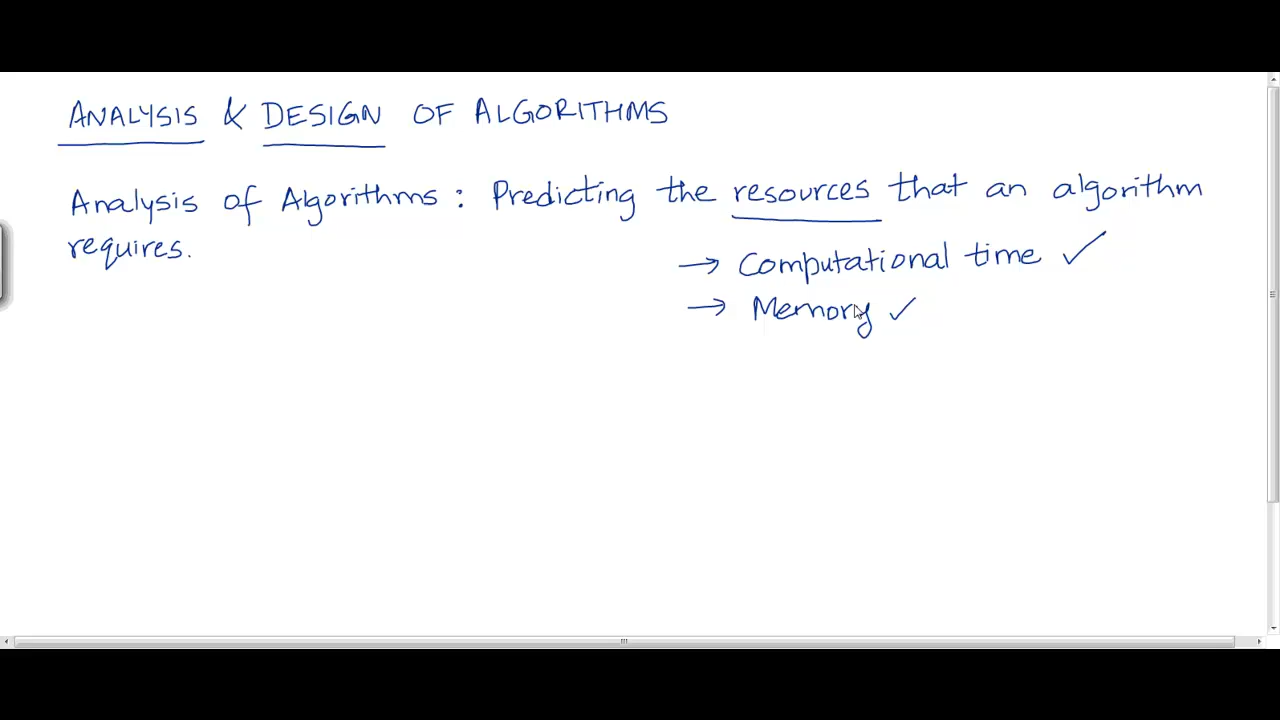 ANALYSIS & DESIGN OF ALGORITHMS
Analysis of Algorithms: Predicting the resources that an algorithm
requires.
→ Computational time ✓
→ Memory ✓